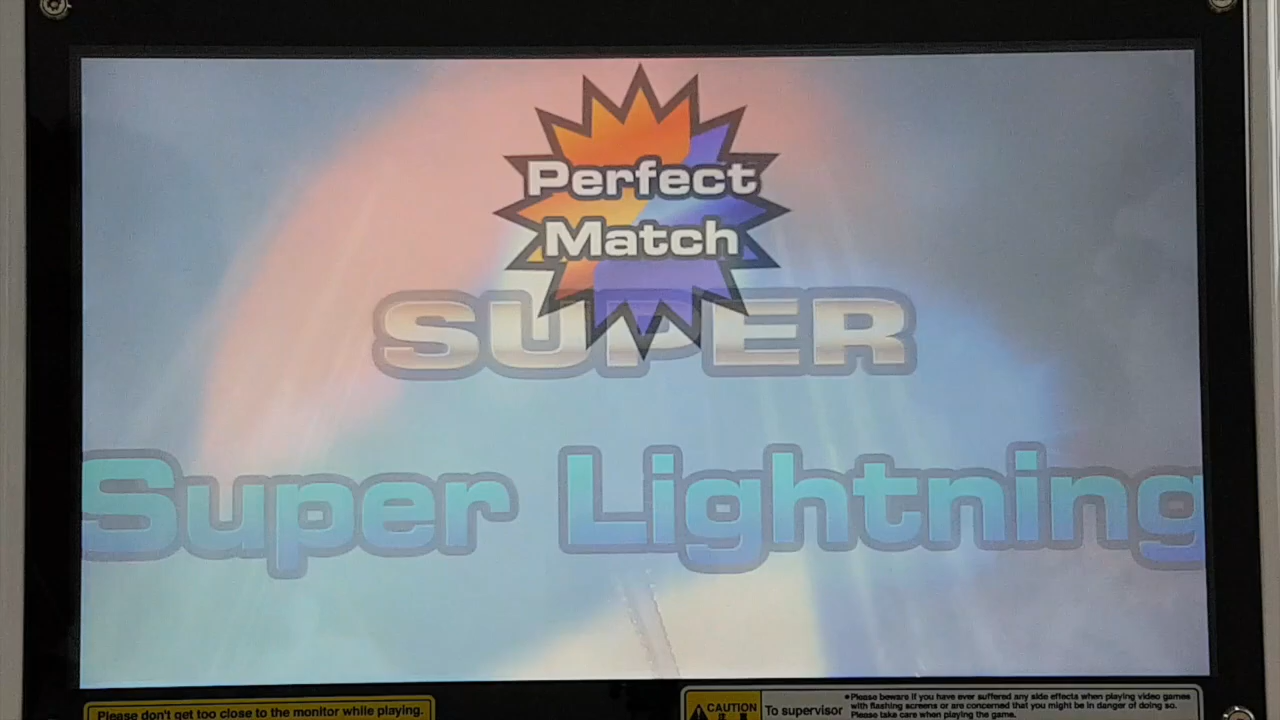 Perfect
Match
SUPER
Super Lightning
Please don't get too close to the monitor while playing.
CAUTION
To supervisor
•Please beware if you have ever suffered any side effects when playing video games
with flashing screens or are concerned that you might be in danger of doing so.
Please take care when playing the game.